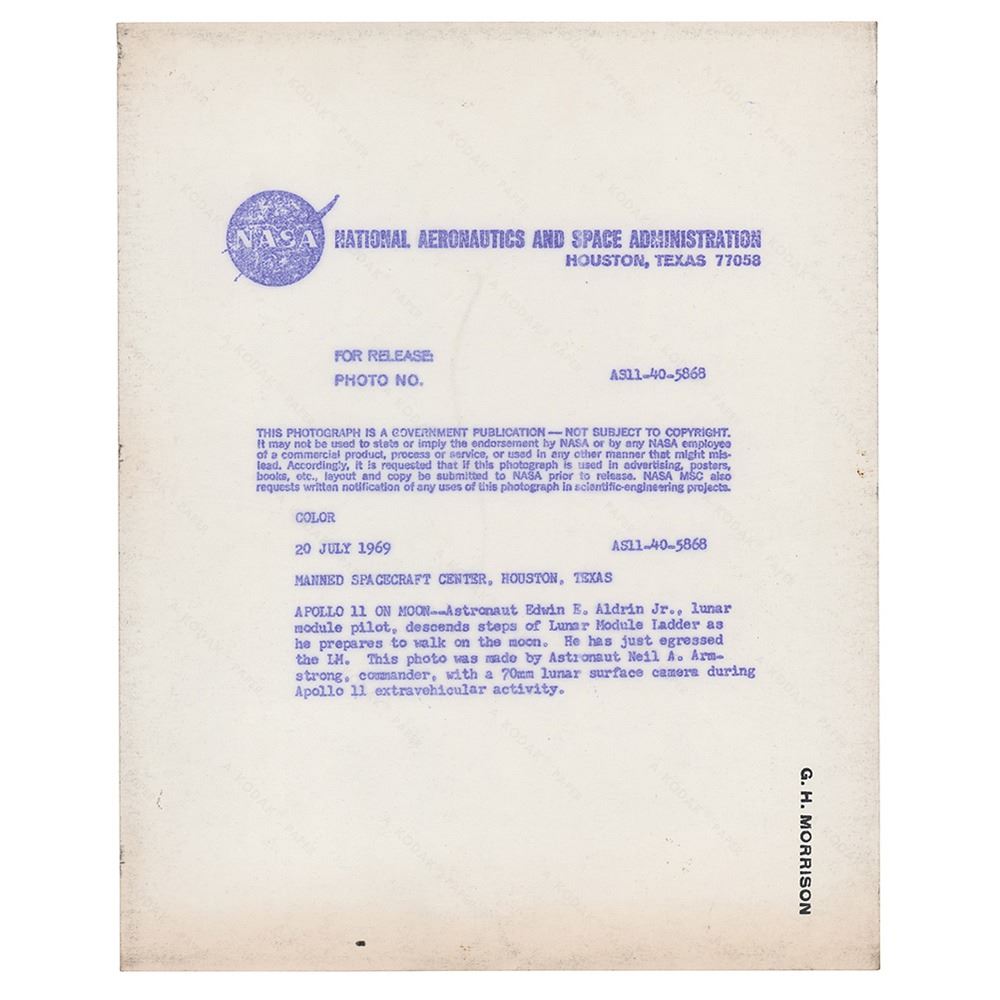 NASA
NATIONAL AERONAUTICS AND SPACE ADMINISTRATION
HOUSTON, TEXAS 77058
FOR RELEASE:
PHOTO NO.
AS11-40-5868
THIS PHOTOGRAPH IS A GOVERNMENT PUBLICATION — NOT SUBJECT TO COPYRIGHT.
It may not be used to state or imply the endorsement by NASA or by any NASA employee
of a commercial product, process or service, or used in any other manner that might mis-
lead. Accordingly, it is requested that if this photograph is used in advertising, posters,
books, etc., layout and copy be submitted to NASA prior to release. NASA MSC also
requests written notification of any uses of this photograph in scientific-engineering projects.
COLOR
20 JULY 1969 AS11-40-5868
MANNED SPACECRAFT CENTER, HOUSTON, TEXAS
APOLLO 11 ON MOON--Astronaut Edwin E. Aldrin Jr., lunar
module pilot, descends steps of Lunar Module Ladder as
he prepares to walk on the moon. He has just egressed
the LM. This photo was made by Astronaut Neil A. Arm-
strong, commander, with a 70mm lunar surface camera during
Apollo 11 extravehicular activity.
G. H. MORRISON
A KODAK PAPER